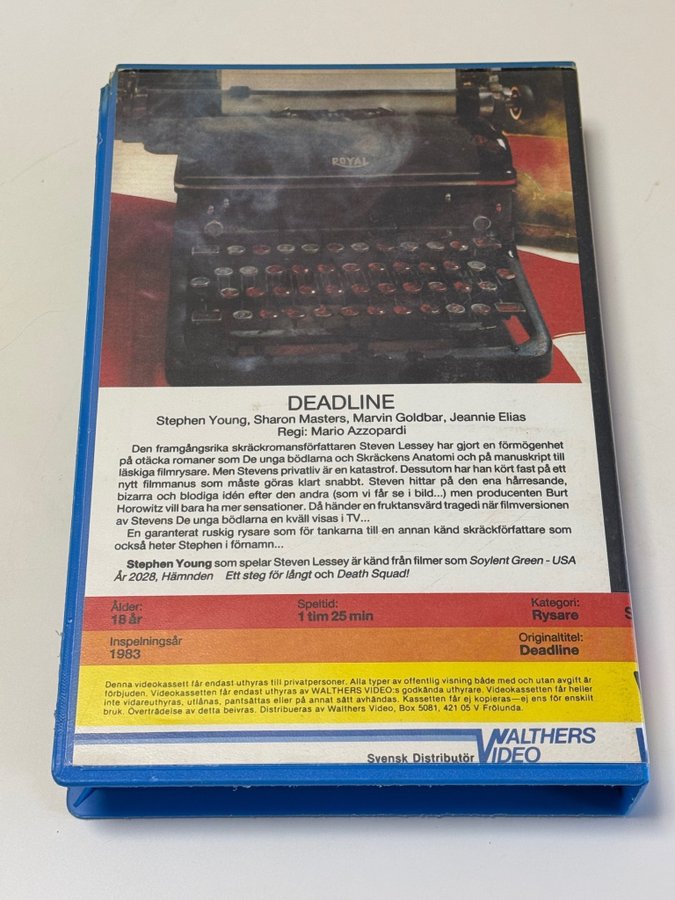 ROYAL
DEADLINE
Stephen Young, Sharon Masters, Marvin Goldbar, Jeannie Elias
Regi: Mario Azzopardi
Den framgångsrika skräckromansförfattaren Steven Lessey har gjort en förmögenhet
på otäcka romaner som De unga bödlarna och Skräckens Anatomi och på manuskript till
läskiga filmrysare. Men Stevens privatliv är en katastrof. Dessutom har han kört fast på ett
nytt filmmanus som måste göras klart snabbt. Steven hittar på den ena hårresande,
bizarra och blodiga idén efter den andra (som vi får se i bild...) men producenten Burt
Horowitz vill bara ha mer sensationer. Då händer en fruktansvärd tragedi när filmversionen
av Stevens De unga bödlarna en kväll visas i TV...
En garanterat ruskig rysare som för tankarna till en annan känd skräckförfattare som
också heter Stephen i förnamn...
Stephen Young som spelar Steven Lessey är känd från filmer som Soylent Green - USA
År 2028, Hämnden Ett steg för långt och Death Squad!
Ålder:
18 år
Speltid:
1 tim 25 min
Kategori:
Rysare
Inspelningsår
1983
Originaltitel:
Deadline
Denna videokassett får endast uthyras till privatpersoner. Alla typer av offentlig visning både med och utan avgift är
förbjuden. Videokassetten får endast uthyras av WALTHERS VIDEO:s godkända uthyrare. Videokassetten får heller
inte vidareuthyras, utlånas, pantsättas eller på annat sätt avhändas. Kassetten får ej kopieras—ej ens för enskilt
bruk. Överträdelse av detta beivras. Distribueras av Walthers Video, Box 5081, 421 05 V Frölunda.
Svensk Distributör
WALTHERS
VIDEO